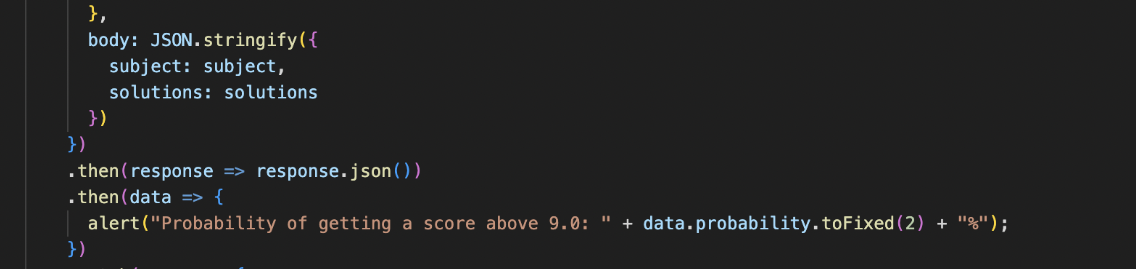 },
body: JSON.stringify({
subject: subject,
solutions: solutions
})
})
.then(response => response.json())
.then(data => {
alert("Probability of getting a score above 9.0: " + data.probability.toFixed(2) + "%");
})